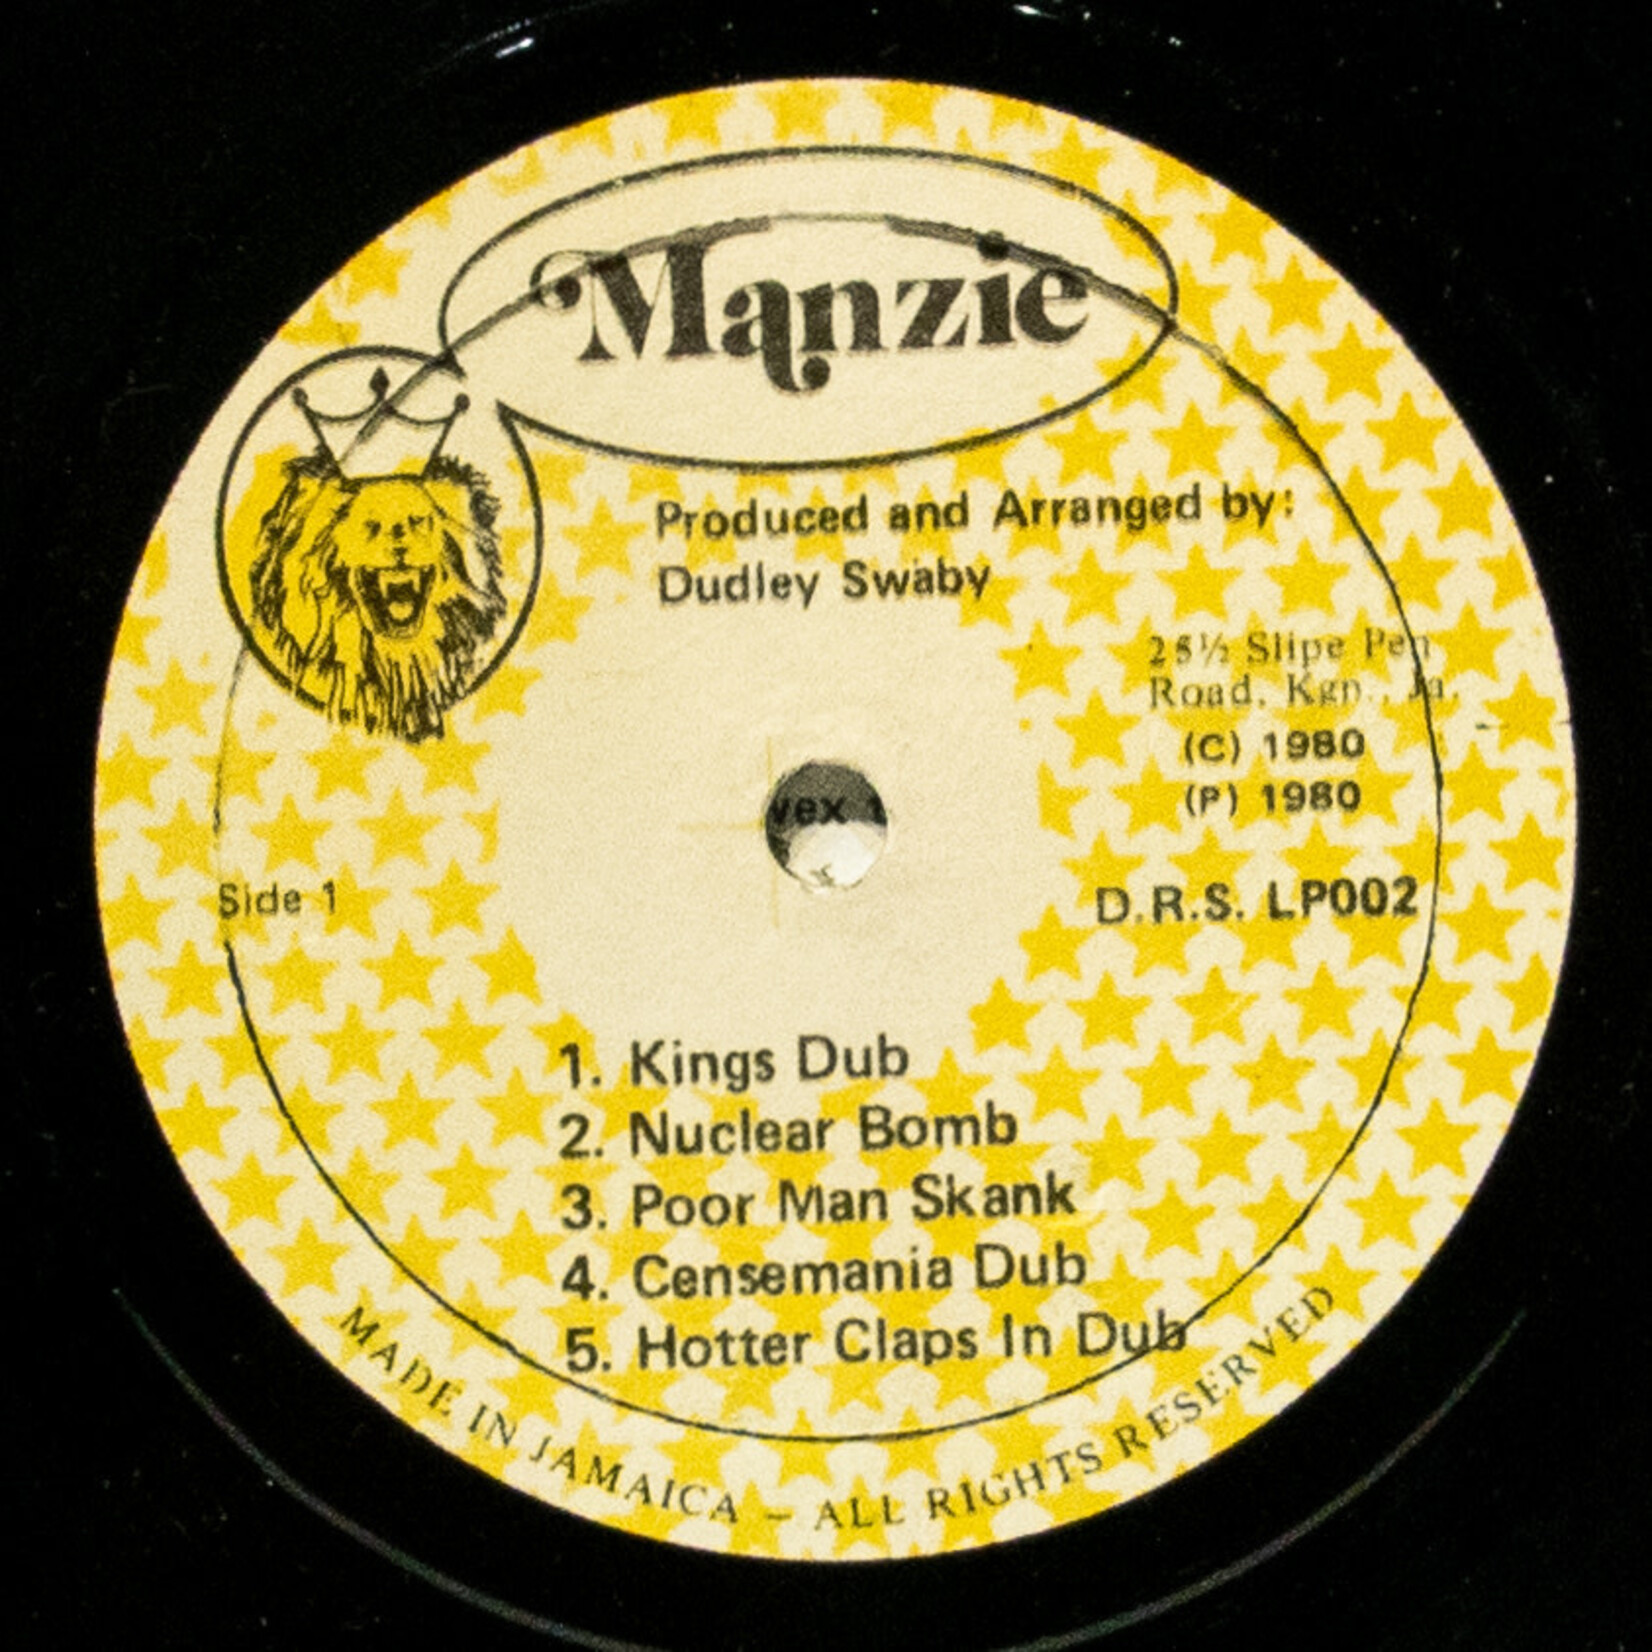 Manzie
Produced and Arranged by:
Dudley Swaby
25½ Slipe Pen
Road, Kgn., Ja.
(C) 1980
(P) 1980
vex 1
Side 1
D.R.S. LP002
1. Kings Dub
2. Nuclear Bomb
3. Poor Man Skank
4. Censemania Dub
5. Hotter Claps In Dub
MADE IN JAMAICA – ALL RIGHTS RESERVED